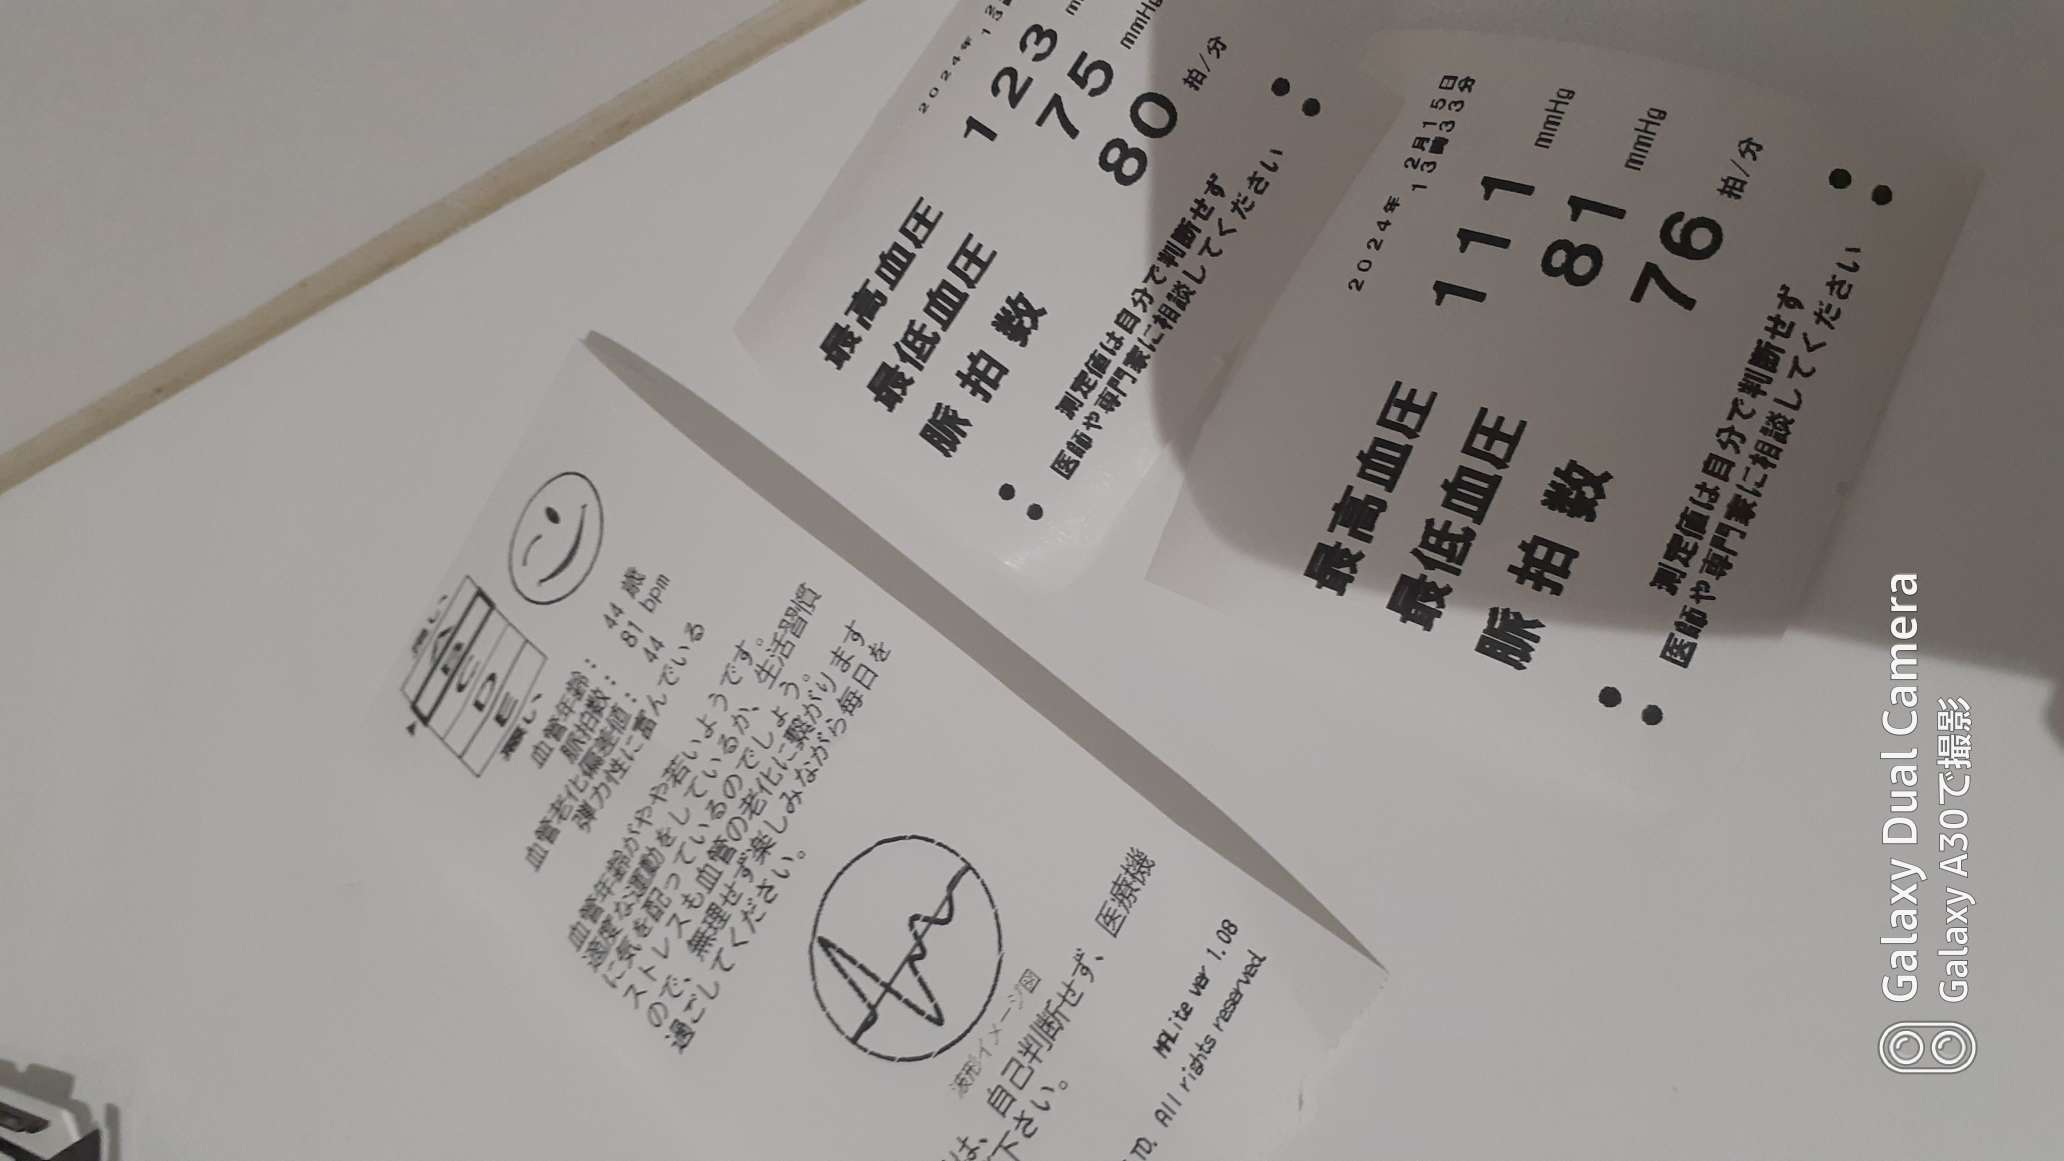 2024年
123
75 mmHg
80 拍/分
最高血圧
最低血圧
脈拍数
測定値は自分で判断せず
医師や専門家に相談してください
2024年 2月15日
13時33分
最高血圧 111 mmHg
最低血圧 81 mmHg
脈拍数 76 拍/分
測定値は自分で判断せず
医師や専門家に相談してください
A
B
C
D
E
悪い
血管年齢: 44 歳
脈拍数: 81 bpm
血管老化偏差値: 44
弾力性に富んでいる
血管年齢がやや若いようです。
適度な運動をしているか、生活習慣
に気を配っているのでしょう。
ストレスも血管の老化に繋がります
ので、無理せず楽しみながら毎日を
過ごしてください。
波形イメージ図
は、自己判断せず、医療機
下さい。
ver 1.08
TD. All rights reserved.
Galaxy Dual Camera
Galaxy A30で撮影